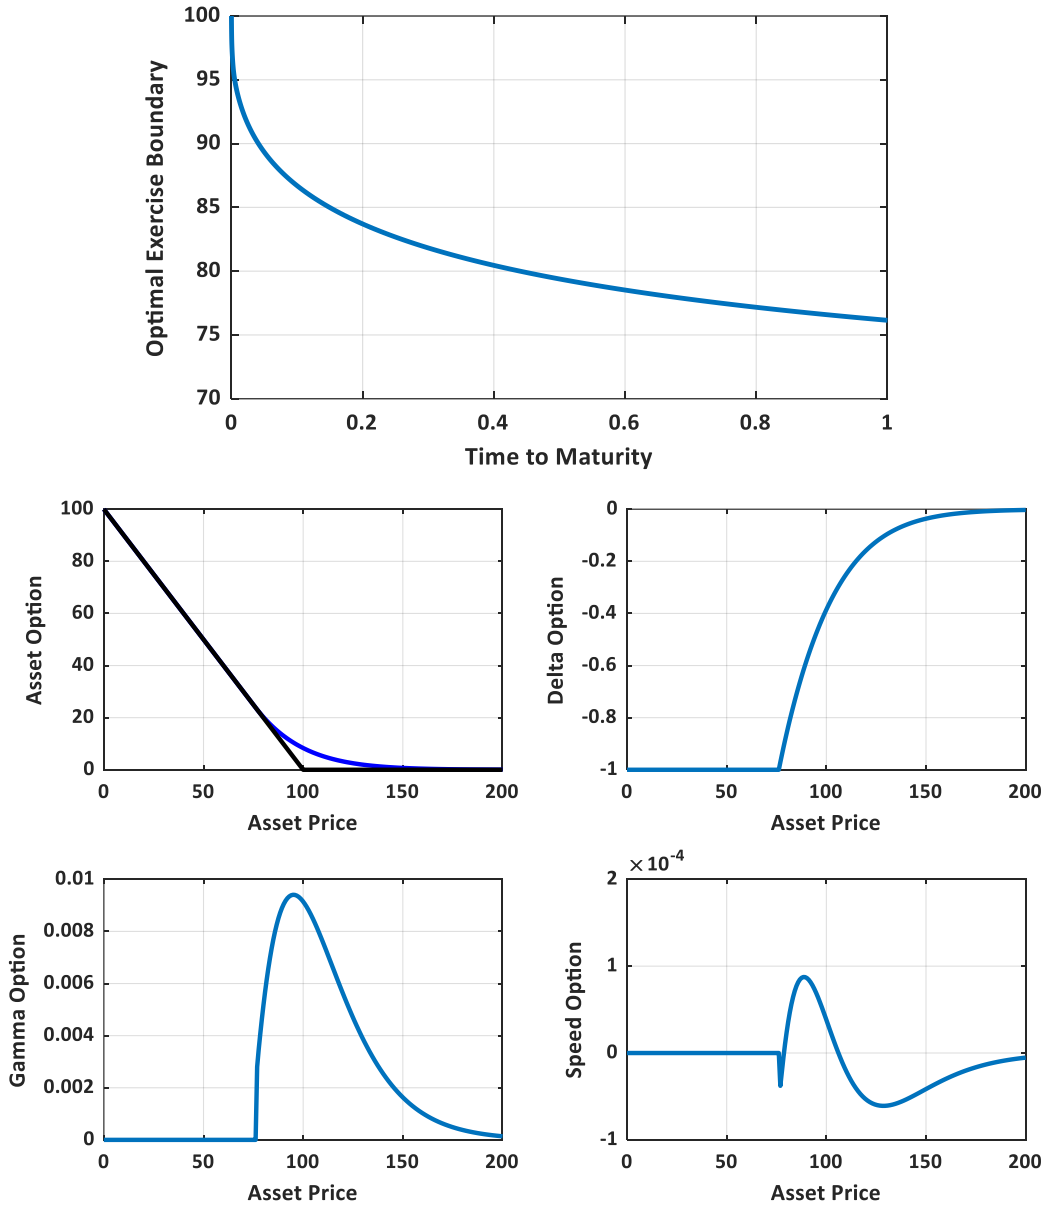 100
95
90
85
80
75
70
Optimal Exercise Boundary
0 0.2 0.4 0.6 0.8 1
Time to Maturity
100
80
60
40
20
0
Asset Option
0 50 100 150 200
Asset Price
0
-0.2
-0.4
-0.6
-0.8
-1
Delta Option
0 50 100 150 200
Asset Price
0.01
0.008
0.006
0.004
0.002
0
Gamma Option
0 50 100 150 200
Asset Price
×10-4
2
1
0
-1
Speed Option
0 50 100 150 200
Asset Price